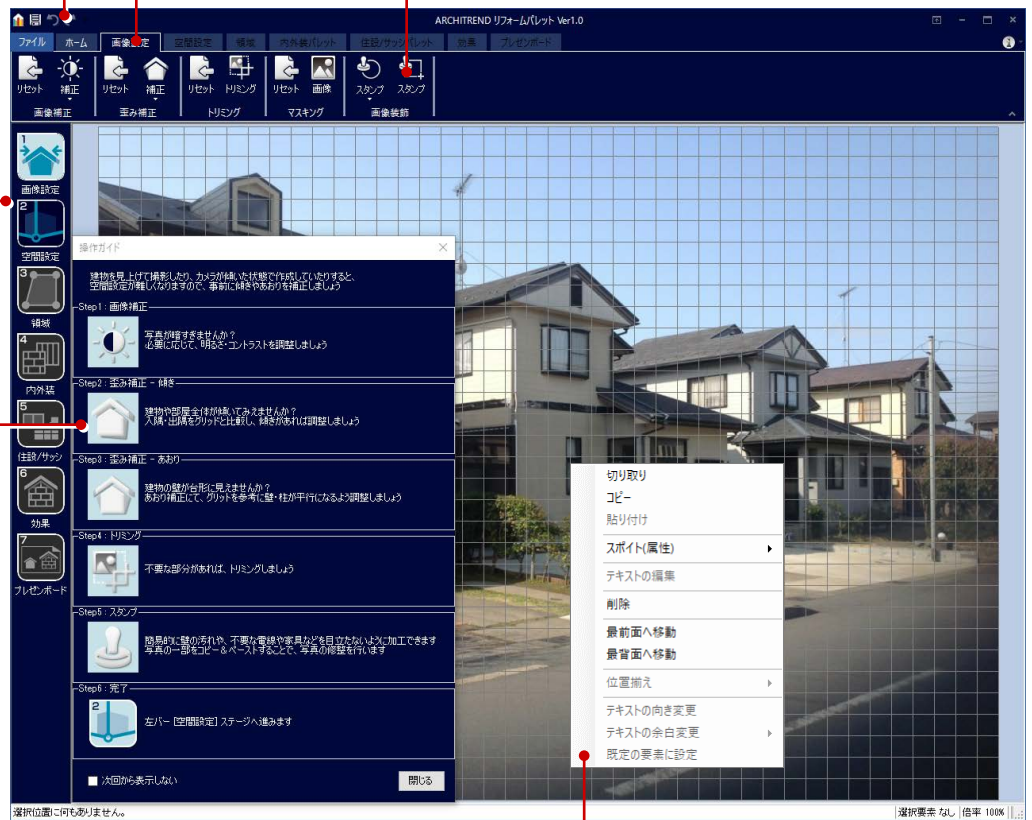 ARCHITREND リフォームパレット Ver1.0
ファイル ホーム 画像設定 空間設定 領域 内外装パレット 住設/サッシパレット 効果 プレゼンボード
リセット 補正 リセット 補正 リセット トリミング リセット 画像 スタンプ スタンプ
画像補正 歪み補正 トリミング マスキング 画像装飾
1
画像設定
2
空間設定
3
領域
4
内外装
5
住設/サッシ
6
効果
7
プレゼンボード
操作ガイド
建物を見上げて撮影したり、カメラが傾いた状態で作成していたりすると、
空間設定が難しくなりますので、事前に傾きやあおりを補正しましょう
Step1：画像補正
写真が暗すぎませんか？
必要に応じて、明るさ・コントラストを調整しましょう
Step2：歪み補正 - 傾き
建物や部屋全体が傾いてみえませんか？
入隅・出隅をグリッドと比較し、傾きがあれば調整しましょう
Step3：歪み補正 - あおり
建物の壁が台形に見えませんか？
あおり補正にて、グリットを参考に壁・柱が平行になるよう調整しましょう
Step4：トリミング
不要な部分があれば、トリミングしましょう
Step5：スタンプ
簡易的に壁の汚れや、不要な電線や家具などを目立たないように加工できます
写真の一部をコピー＆ペーストすることで、写真の修整を行います
Step6：完了
2
左バー [空間設定] ステージへ進みます
次回から表示しない 閉じる
切り取り
コピー
貼り付け
スポイト(属性)
テキストの編集
削除
最前面へ移動
最背面へ移動
位置揃え
テキストの向き変更
テキストの余白変更
既定の要素に設定
選択位置に何もありません。 選択要素 なし 倍率 100%